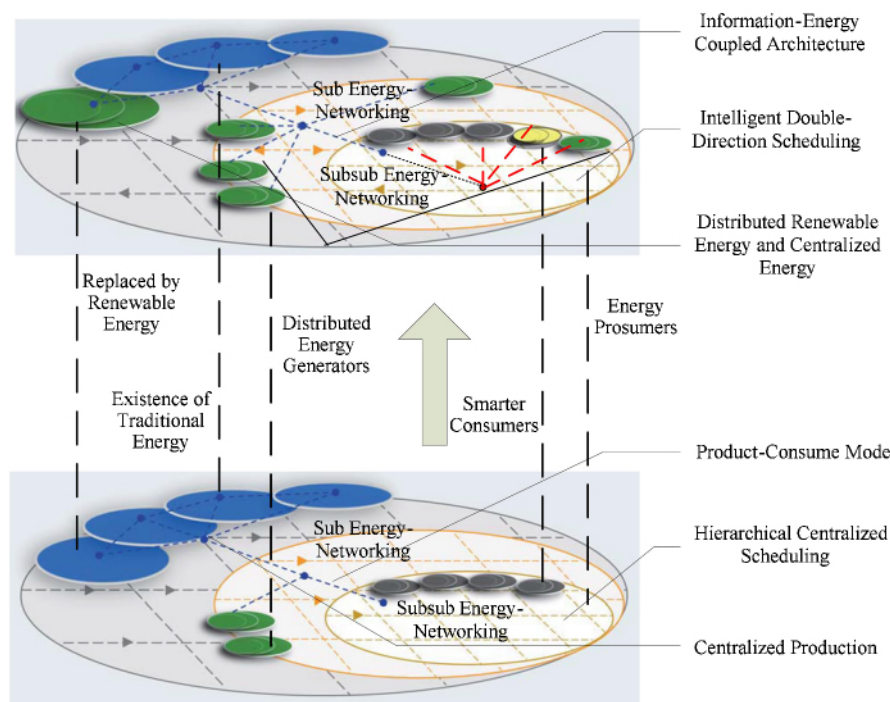 Information-Energy
Coupled Architecture
Sub Energy-
Networking
Intelligent Double-
Direction Scheduling
Subsub Energy-
Networking
Distributed Renewable
Energy and Centralized
Energy
Replaced by
Renewable
Energy
Distributed
Energy
Generators
Energy
Prosumers
Existence of
Traditional
Energy
Smarter
Consumers
Product-Consume Mode
Sub Energy-
Networking
Hierarchical Centralized
Scheduling
Subsub Energy-
Networking
Centralized Production